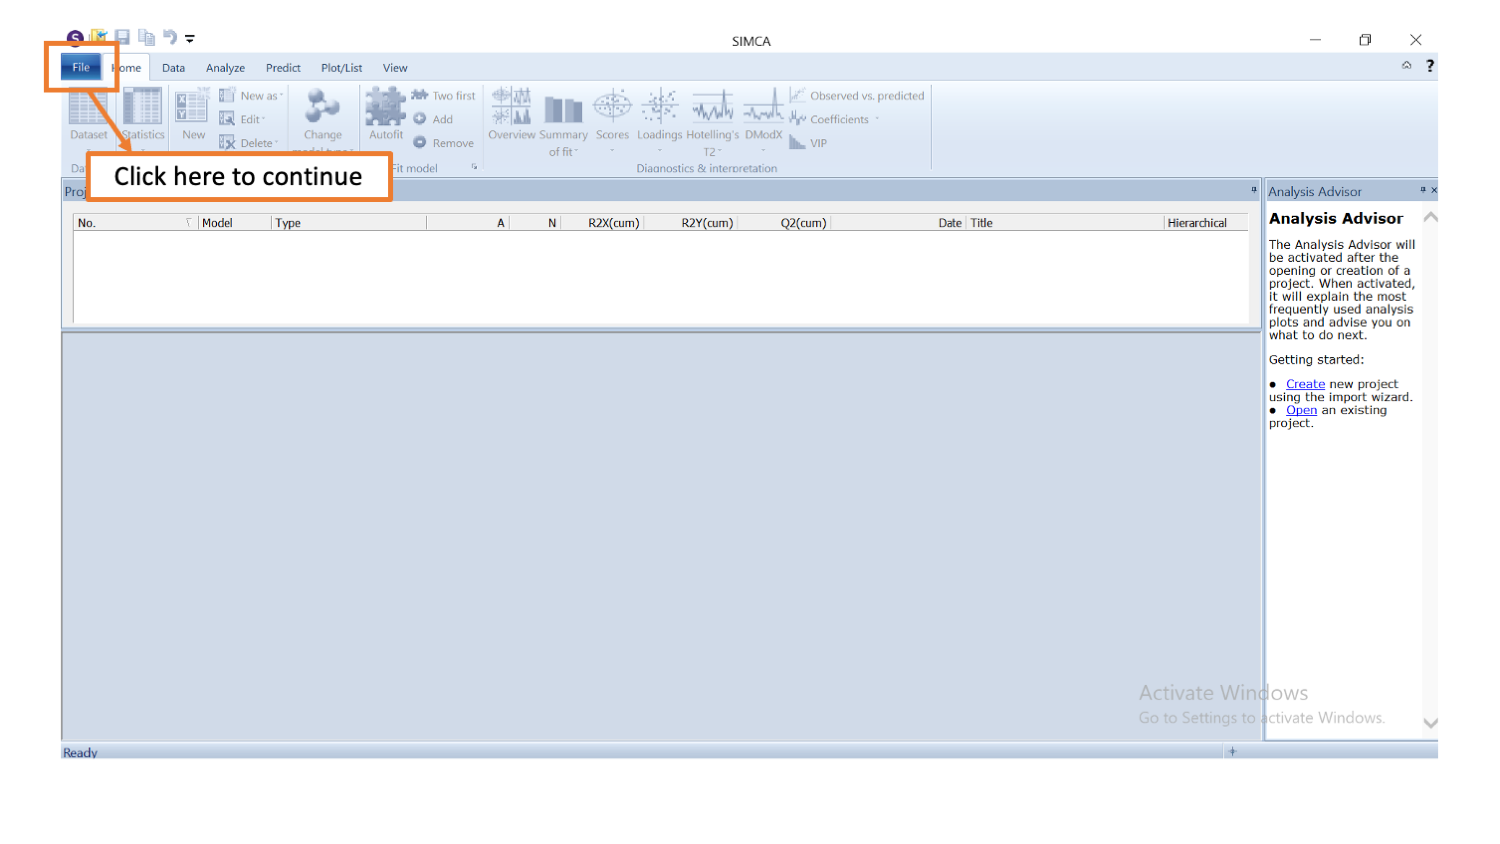 S
SIMCA
File Home Data Analyze Predict Plot/List View
?
Dataset
Statistics
New
New as
Edit
Delete
Change
Autofit
Two first
Add
Remove
Fit model
Overview
Summary
of fit
Scores
Loadings
Hotelling's
T2
DModX
Observed vs. predicted
Coefficients
VIP
Diagnostics & interpretation
Click here to continue
No. Model Type A N R2X(cum) R2Y(cum) Q2(cum) Date Title Hierarchical
Analysis Advisor
Analysis Advisor
The Analysis Advisor will
be activated after the
opening or creation of a
project. When activated,
it will explain the most
frequently used analysis
plots and advise you on
what to do next.
Getting started:
● Create new project
using the import wizard.
● Open an existing
project.
Activate Windows
Go to Settings to activate Windows.
Ready